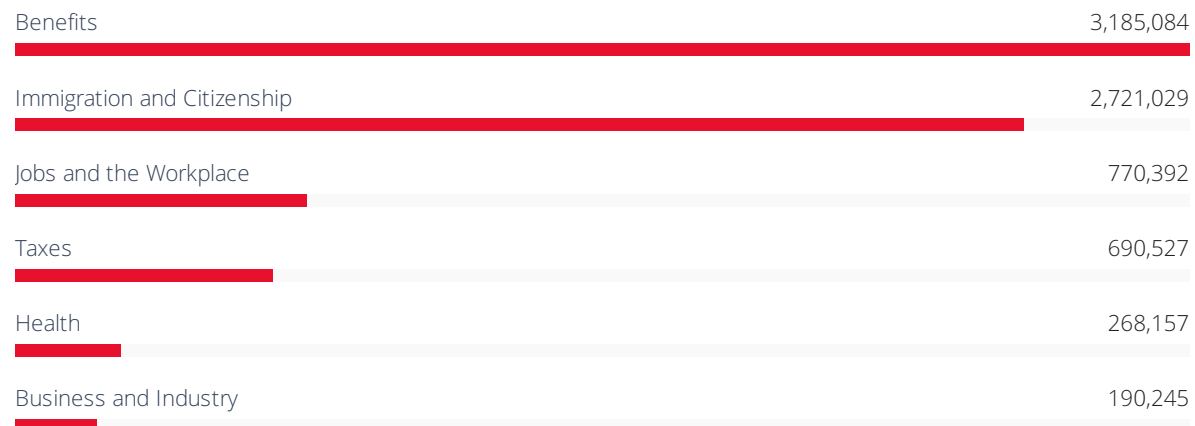 Benefits 3,185,084
Immigration and Citizenship 2,721,029
Jobs and the Workplace 770,392
Taxes 690,527
Health 268,157
Business and Industry 190,245